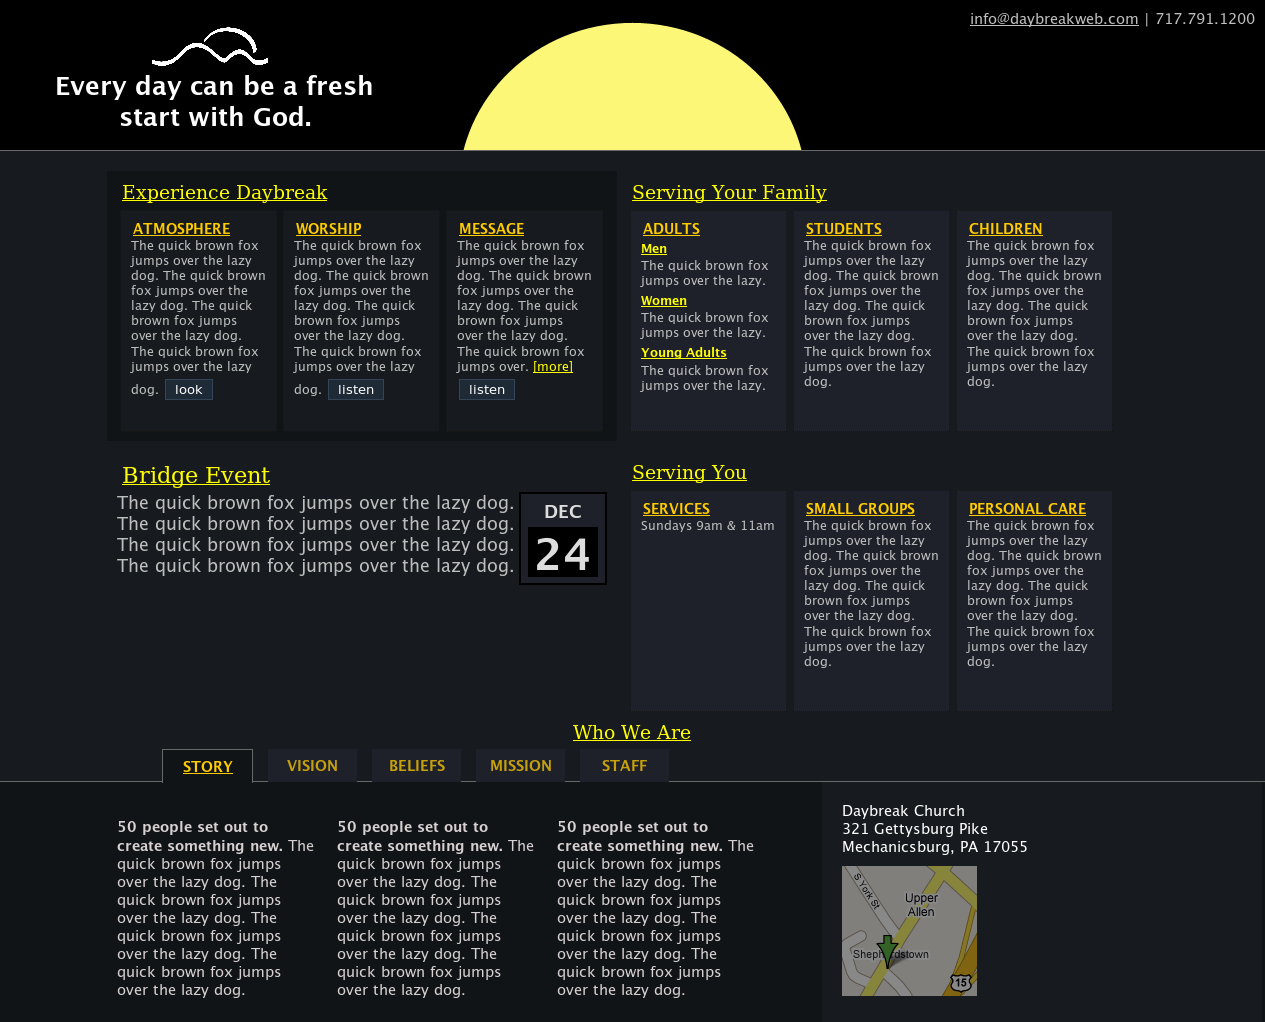 info@daybreakweb.com | 717.791.1200
Every day can be a fresh
start with God.
Experience Daybreak
ATMOSPHERE
The quick brown fox
jumps over the lazy
dog. The quick brown
fox jumps over the
lazy dog. The quick
brown fox jumps
over the lazy dog.
The quick brown fox
jumps over the lazy
dog. look
WORSHIP
The quick brown fox
jumps over the lazy
dog. The quick brown
fox jumps over the
lazy dog. The quick
brown fox jumps
over the lazy dog.
The quick brown fox
jumps over the lazy
dog. listen
MESSAGE
The quick brown fox
jumps over the lazy
dog. The quick brown
fox jumps over the
lazy dog. The quick
brown fox jumps
over the lazy dog.
The quick brown fox
jumps over. [more]
listen
Serving Your Family
ADULTS
Men
The quick brown fox
jumps over the lazy.
Women
The quick brown fox
jumps over the lazy.
Young Adults
The quick brown fox
jumps over the lazy.
STUDENTS
The quick brown fox
jumps over the lazy
dog. The quick brown
fox jumps over the
lazy dog. The quick
brown fox jumps
over the lazy dog.
The quick brown fox
jumps over the lazy
dog.
CHILDREN
The quick brown fox
jumps over the lazy
dog. The quick brown
fox jumps over the
lazy dog. The quick
brown fox jumps
over the lazy dog.
The quick brown fox
jumps over the lazy
dog.
Bridge Event
The quick brown fox jumps over the lazy dog.
The quick brown fox jumps over the lazy dog.
The quick brown fox jumps over the lazy dog.
The quick brown fox jumps over the lazy dog.
DEC
24
Serving You
SERVICES
Sundays 9am & 11am
SMALL GROUPS
The quick brown fox
jumps over the lazy
dog. The quick brown
fox jumps over the
lazy dog. The quick
brown fox jumps
over the lazy dog.
The quick brown fox
jumps over the lazy
dog.
PERSONAL CARE
The quick brown fox
jumps over the lazy
dog. The quick brown
fox jumps over the
lazy dog. The quick
brown fox jumps
over the lazy dog.
The quick brown fox
jumps over the lazy
dog.
Who We Are
STORY
VISION
BELIEFS
MISSION
STAFF
50 people set out to
create something new. The
quick brown fox jumps
over the lazy dog. The
quick brown fox jumps
over the lazy dog. The
quick brown fox jumps
over the lazy dog. The
quick brown fox jumps
over the lazy dog.
50 people set out to
create something new. The
quick brown fox jumps
over the lazy dog. The
quick brown fox jumps
over the lazy dog. The
quick brown fox jumps
over the lazy dog. The
quick brown fox jumps
over the lazy dog.
50 people set out to
create something new. The
quick brown fox jumps
over the lazy dog. The
quick brown fox jumps
over the lazy dog. The
quick brown fox jumps
over the lazy dog. The
quick brown fox jumps
over the lazy dog.
Daybreak Church
321 Gettysburg Pike
Mechanicsburg, PA 17055
S York St
Upper
Allen
Shepherdstown
15